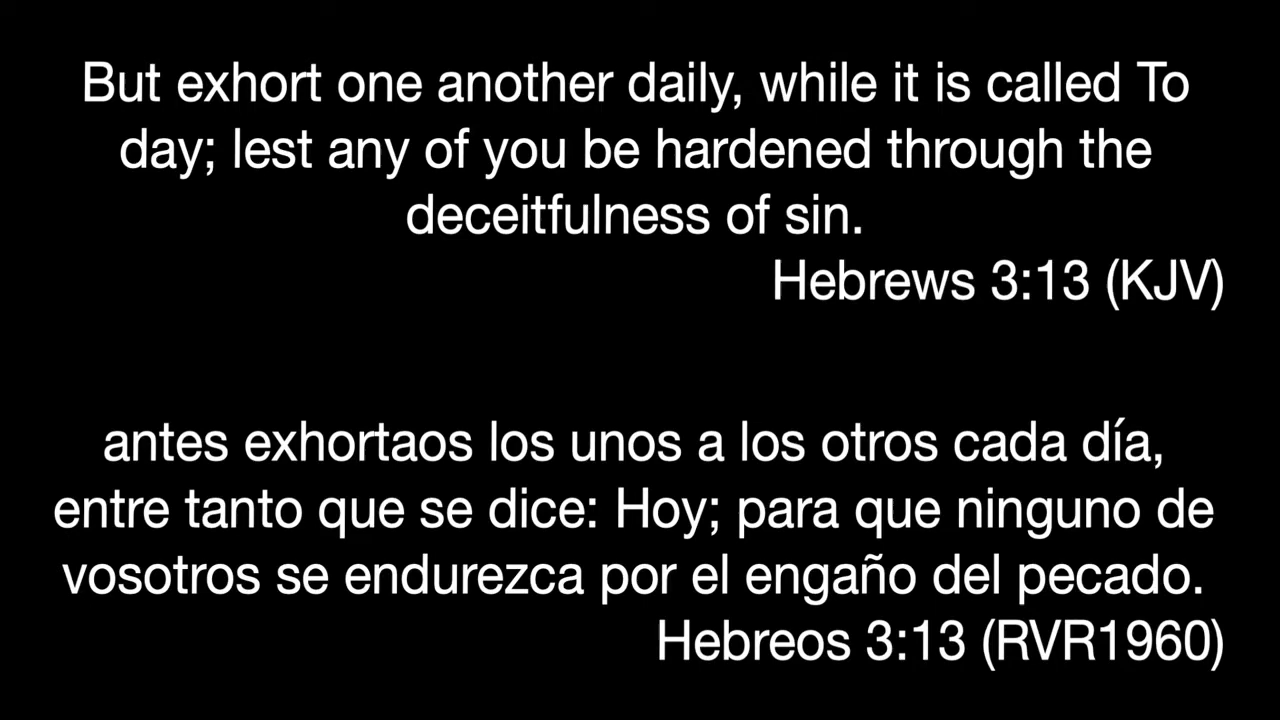 But exhort one another daily, while it is called To
day; lest any of you be hardened through the
deceitfulness of sin.
Hebrews 3:13 (KJV)
antes exhortaos los unos a los otros cada día,
entre tanto que se dice: Hoy; para que ninguno de
vosotros se endurezca por el engaño del pecado.
Hebreos 3:13 (RVR1960)